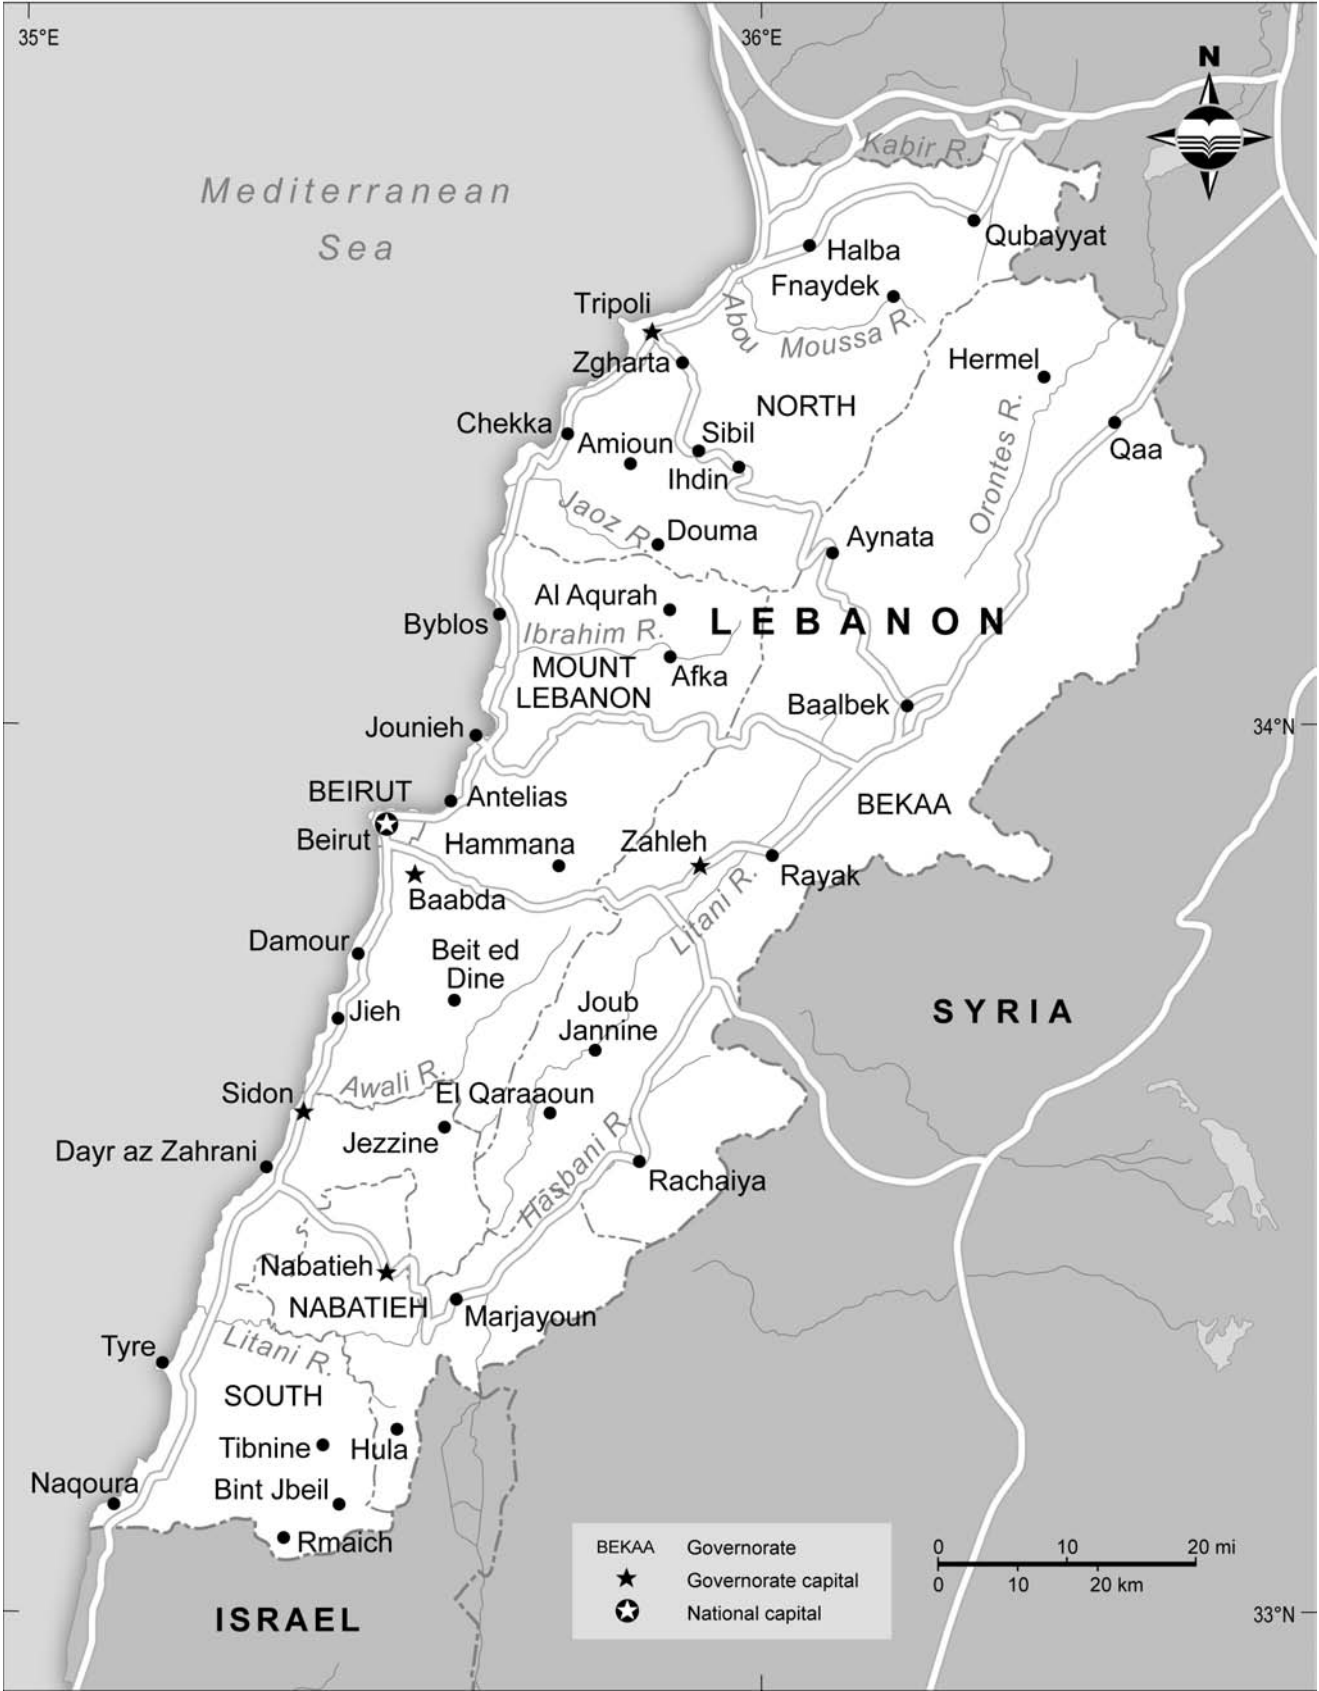 35°E
36°E
N
Kabir R.
Mediterranean
Sea
Qubayyat
Halba
Fnaydek
Tripoli
Abou
Moussa R.
Zgharta
Hermel
NORTH
Chekka
Amioun
Sibil
Orontes R.
Qaa
Ihdin
Jaoz R.
Douma
Aynata
Al Aqurah
LEBANON
Byblos
Ibrahim R.
MOUNT
LEBANON
Afka
Baalbek
Jounieh
34°N
BEIRUT
Antelias
BEKAA
Beirut
Hammana
Zahleh
Rayak
Baabda
Litani R.
Damour
Beit ed
Dine
Joub
Jannine
SYRIA
Jieh
Awali R.
Sidon
El Qaraaoun
Jezzine
Dayr az Zahrani
Hasbani R.
Rachaiya
Nabatieh
NABATIEH
Marjayoun
Tyre
Litani R.
SOUTH
Tibnine
Hula
Naqoura
Bint Jbeil
Rmaich
BEKAA Governorate
Governorate capital
National capital
0 10 20 mi
0 10 20 km
ISRAEL
33°N